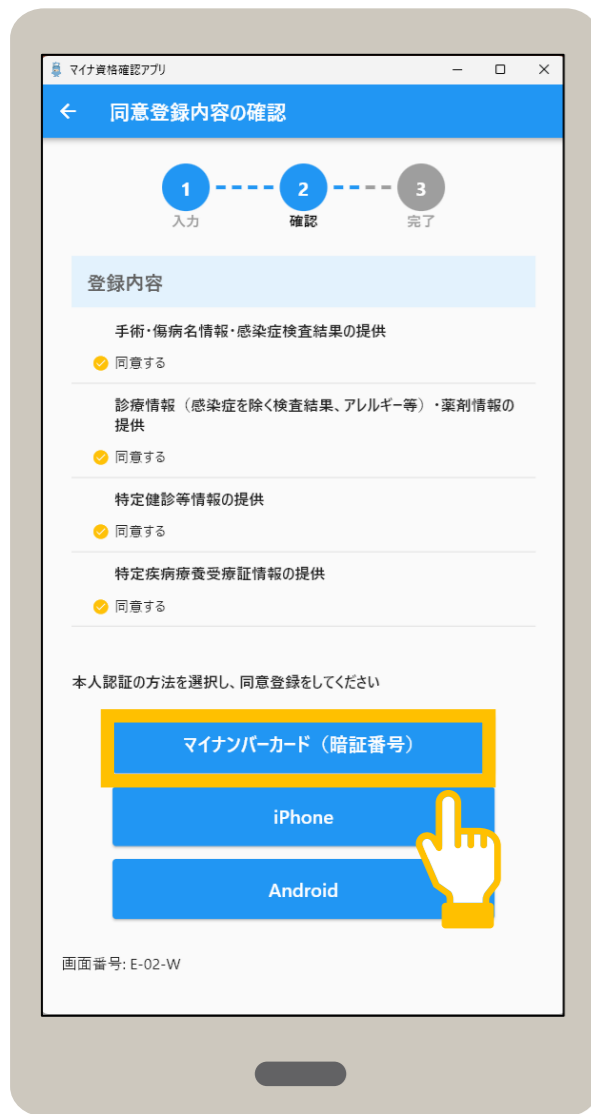 マイナ資格確認アプリ
同意登録内容の確認
1 2 3
入力 確認 完了
登録内容
手術・傷病名情報・感染症検査結果の提供
同意する
診療情報（感染症を除く検査結果、アレルギー等）・薬剤情報の
提供
同意する
特定健診等情報の提供
同意する
特定疾病療養受療証情報の提供
同意する
本人認証の方法を選択し、同意登録をしてください
マイナンバーカード（暗証番号）
iPhone
Android
画面番号: E-02-W